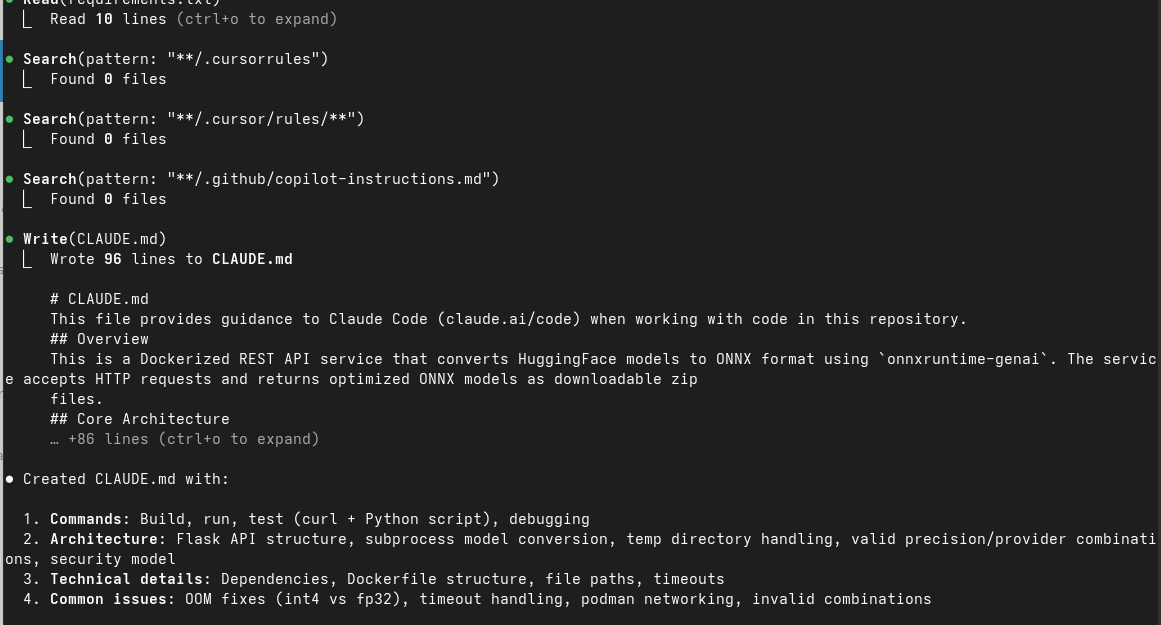 Read(requirements.txt)
Read 10 lines (ctrl+o to expand)
Search(pattern: "**/.cursorrules")
Found 0 files
Search(pattern: "**/.cursor/rules/**")
Found 0 files
Search(pattern: "**/.github/copilot-instructions.md")
Found 0 files
Write(CLAUDE.md)
Wrote 96 lines to CLAUDE.md
# CLAUDE.md
This file provides guidance to Claude Code (claude.ai/code) when working with code in this repository.
## Overview
This is a Dockerized REST API service that converts HuggingFace models to ONNX format using `onnxruntime-genai`. The servic
e accepts HTTP requests and returns optimized ONNX models as downloadable zip
files.
## Core Architecture
… +86 lines (ctrl+o to expand)
Created CLAUDE.md with:
1. Commands: Build, run, test (curl + Python script), debugging
2. Architecture: Flask API structure, subprocess model conversion, temp directory handling, valid precision/provider combinati
ons, security model
3. Technical details: Dependencies, Dockerfile structure, file paths, timeouts
4. Common issues: OOM fixes (int4 vs fp32), timeout handling, podman networking, invalid combinations